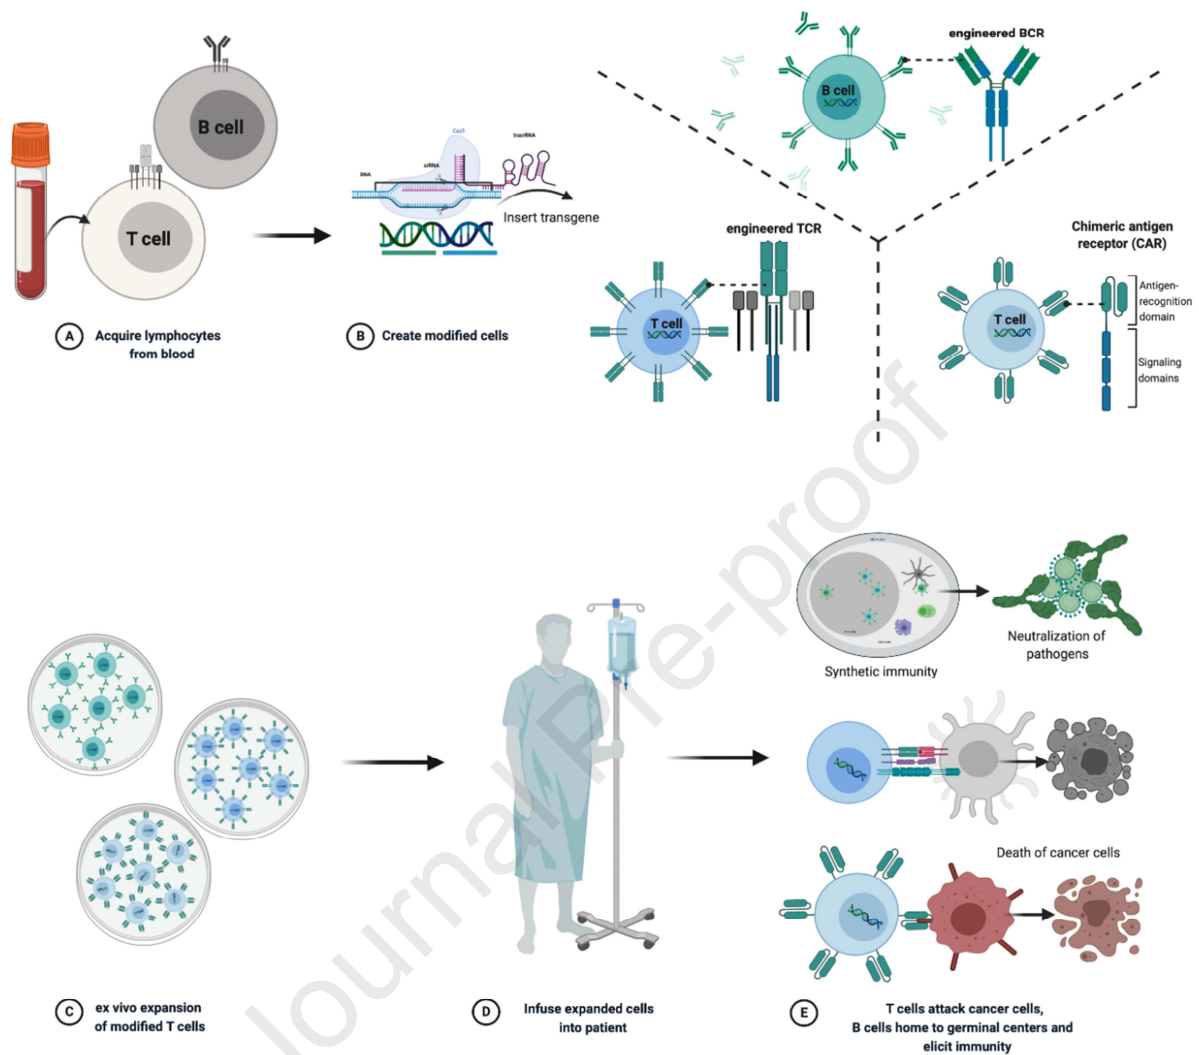 engineered BCR
B cell
B cell
T cell
Cas9
tracrRNA
crRNA
DNA
Insert transgene
engineered TCR
T cell
Chimeric antigen
receptor (CAR)
T cell
Antigen-
recognition
domain
Signaling
domains
A
Acquire lymphocytes
from blood
B
Create modified cells
Journal Pre-proof
Synthetic immunity
Neutralization of
pathogens
Death of cancer cells
C
ex vivo expansion
of modified T cells
D
Infuse expanded cells
into patient
E
T cells attack cancer cells,
B cells home to germinal centers and
elicit immunity